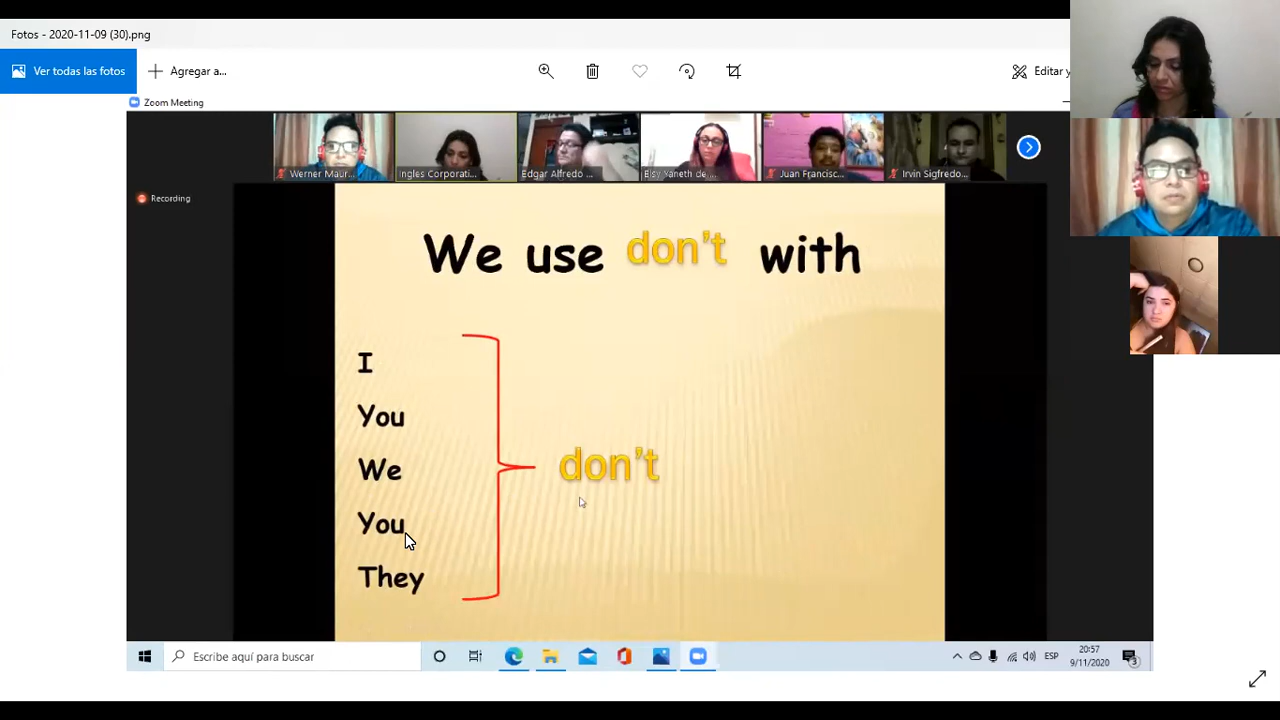 Fotos - 2020-11-09 (30).png
Ver todas las fotos
Agregar a...
Editar y
Zoom Meeting
Werner Maur...
Ingles Corporati...
Edgar Alfredo ...
Elsy Yaneth de ...
Juan Francisc...
Irvin Sigfredo...
Recording
We use don't with
I
You
We
You
They
don't
Escribe aquí para buscar
ESP
20:57
9/11/2020
3